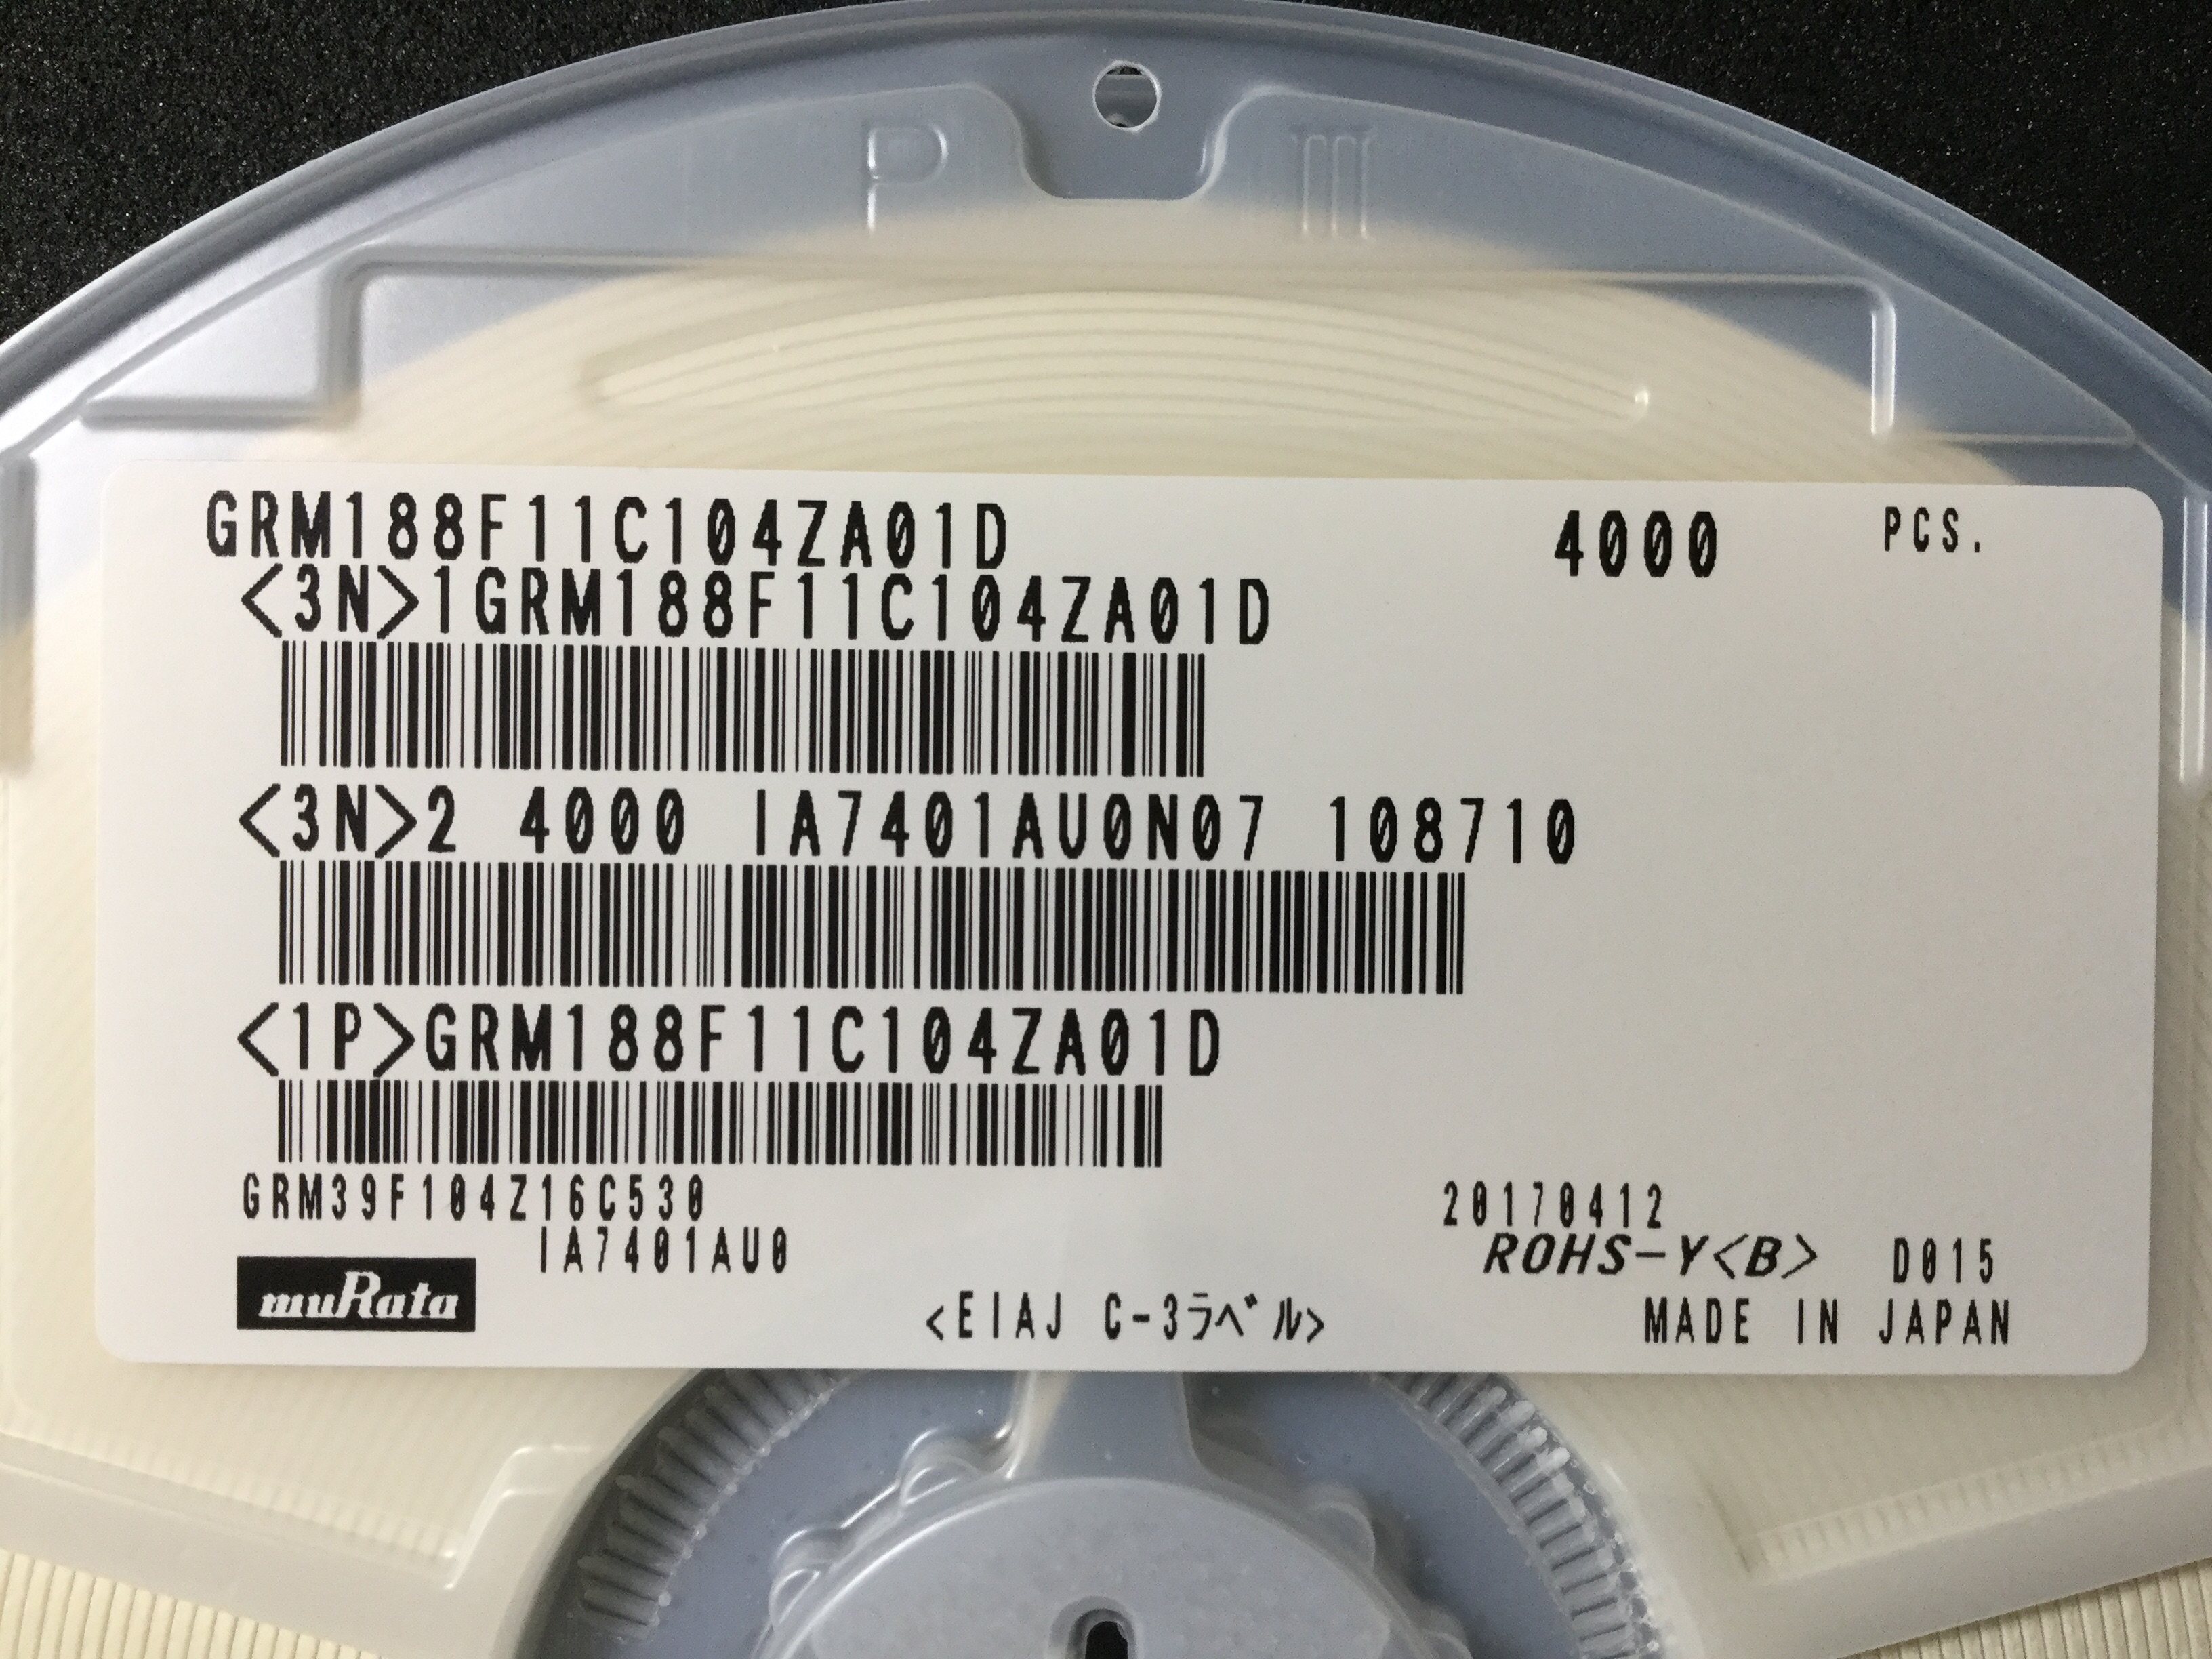 P
GRM188F11C104ZA01D 4000 PCS.
<3N>1GRM188F11C104ZA01D
<3N>2 4000 IA7401AU0N07 108710
<1P>GRM188F11C104ZA01D
GRM39F104Z16C530 20170412
IA7401AU0 ROHS-Y<B> D015
muRata <EIAJ C-3ラベル> MADE IN JAPAN